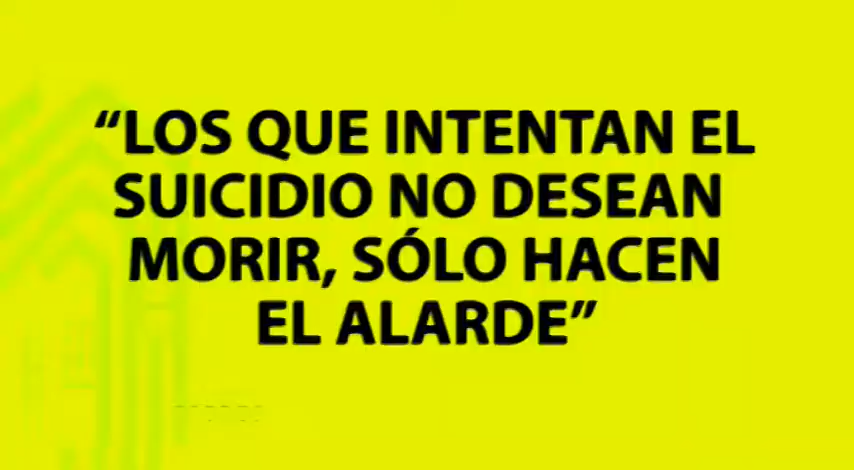 “LOS QUE INTENTAN EL
SUICIDIO NO DESEAN
MORIR, SÓLO HACEN
EL ALARDE”